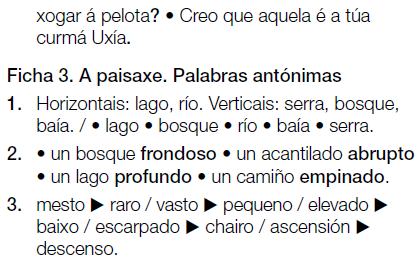 xogar á pelota? • Creo que aquela é a túa
curmá Uxía.
Ficha 3. A paisaxe. Palabras antónimas
1. Horizontais: lago, río. Verticais: serra, bosque,
baía. / • lago • bosque • río • baía • serra.
2. • un bosque frondoso • un acantilado abrupto
• un lago profundo • un camiño empinado.
3. mesto ▶ raro / vasto ▶ pequeno / elevado ▶
baixo / escarpado ▶ chairo / ascensión ▶
descenso.